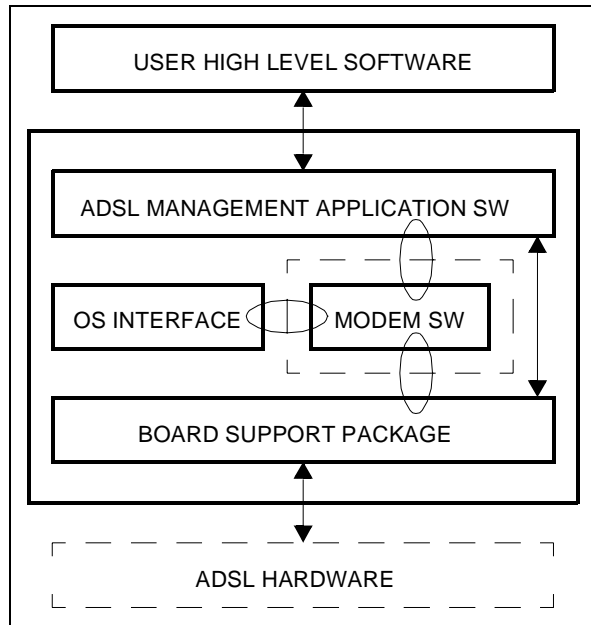 USER HIGH LEVEL SOFTWARE
ADSL MANAGEMENT APPLICATION SW
OS INTERFACE
MODEM SW
BOARD SUPPORT PACKAGE
ADSL HARDWARE